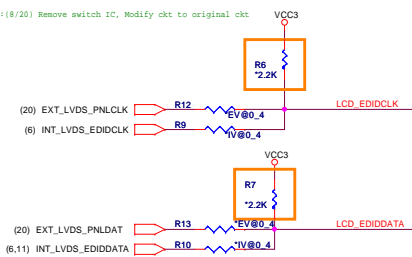 :(8/20) Remove switch IC, Modify ckt to original ckt
VCC3
R6
*2.2K
(20) EXT_LVDS_PNLCLK R12 EV@0_4 LCD_EDIDCLK
(6) INT_LVDS_EDIDCLK R9 IV@0_4
VCC3
R7
*2.2K
(20) EXT_LVDS_PNLDAT R13 *EV@0_4 LCD_EDIDDATA
(6,11) INT_LVDS_EDIDDATA R10 *IV@0_4